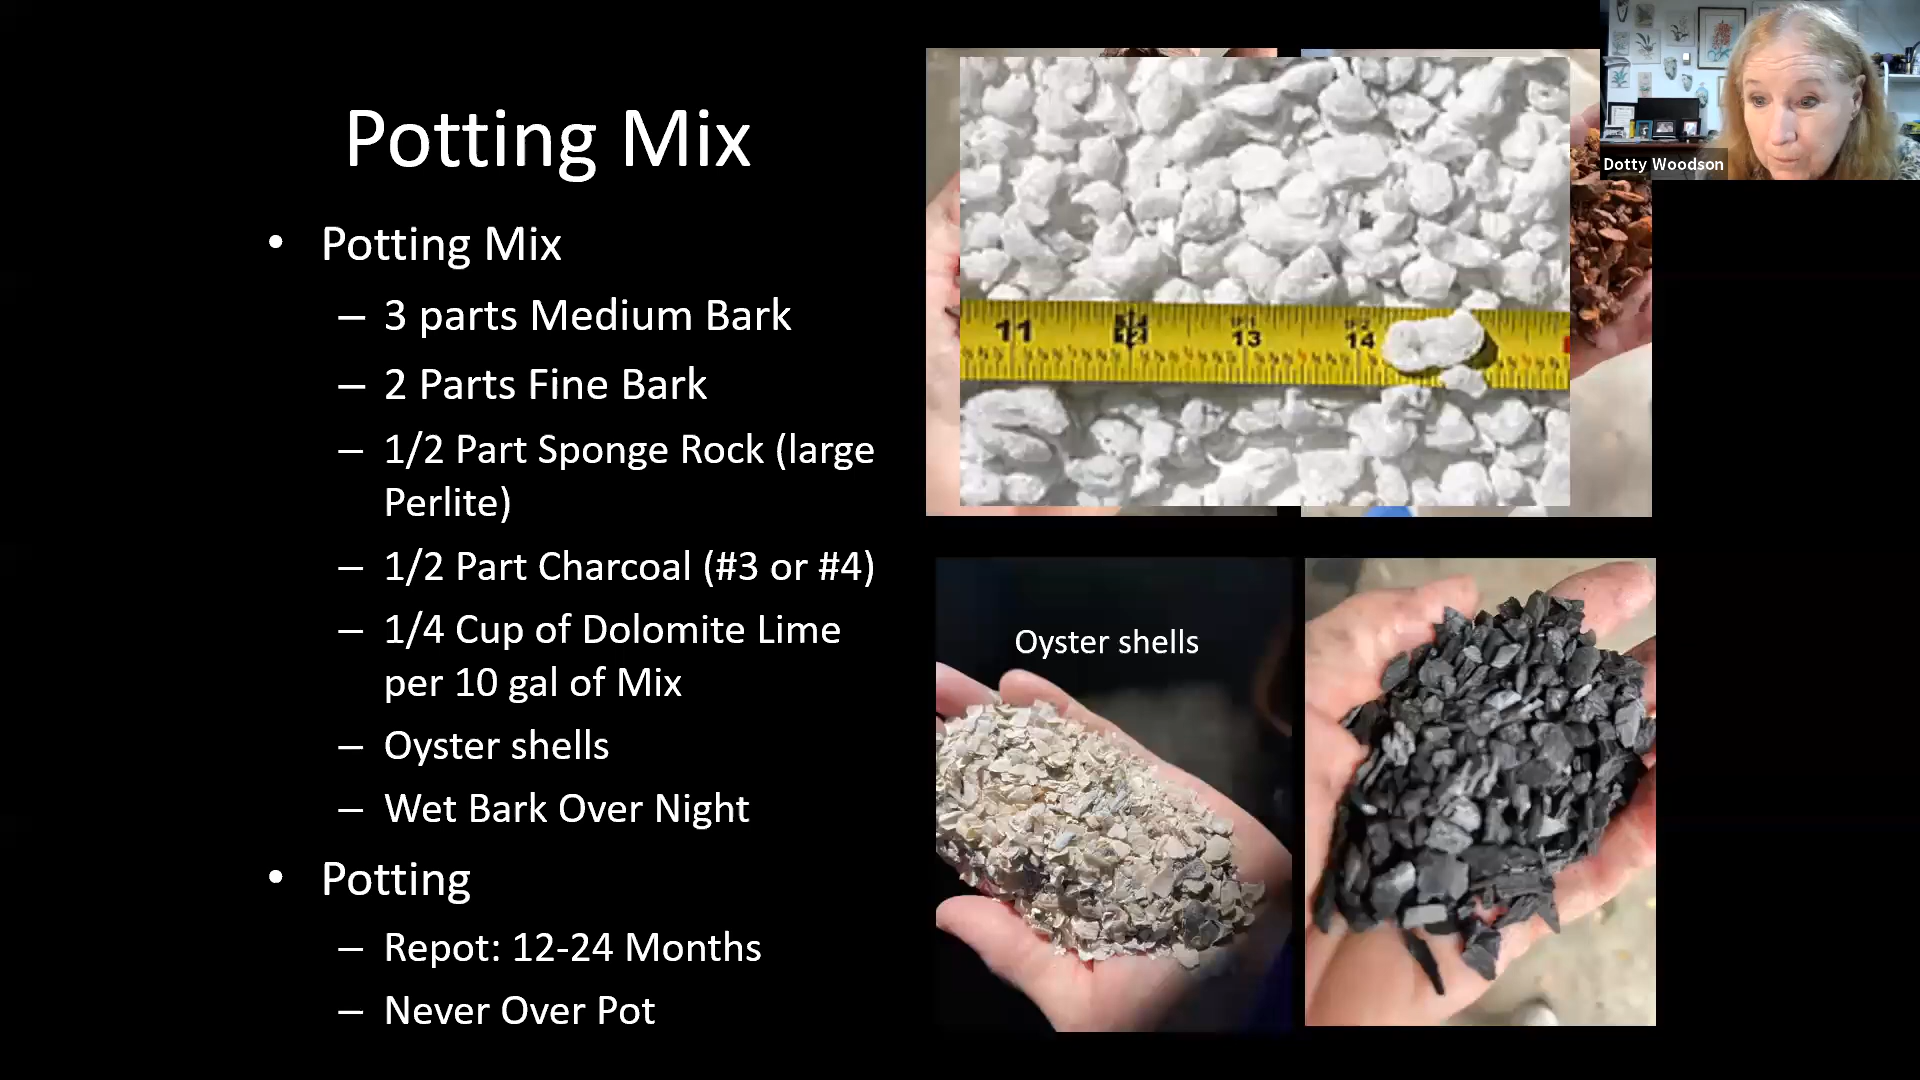 Potting Mix
• Potting Mix
– 3 parts Medium Bark
– 2 Parts Fine Bark
– 1/2 Part Sponge Rock (large
Perlite)
– 1/2 Part Charcoal (#3 or #4)
– 1/4 Cup of Dolomite Lime
per 10 gal of Mix
– Oyster shells
– Wet Bark Over Night
• Potting
– Repot: 12-24 Months
– Never Over Pot
11 12 13 14
Oyster shells
Dotty Woodson